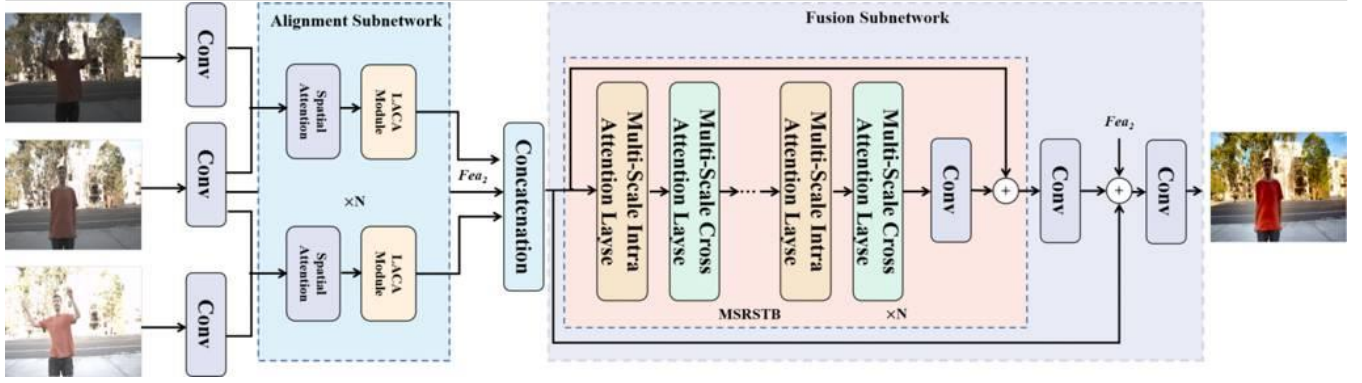 Alignment Subnetwork
Fusion Subnetwork
Conv
Conv
Conv
Spatial
Attention
LACA
Module
×N
Spatial
Attention
LACA
Module
Fea2
Concatenation
Multi-Scale Intra
Attention Layse
Multi-Scale Cross
Attention Layse
Multi-Scale Intra
Attention Layse
Multi-Scale Cross
Attention Layse
Conv
+
MSRSTB
×N
Conv
Fea2
+
Conv